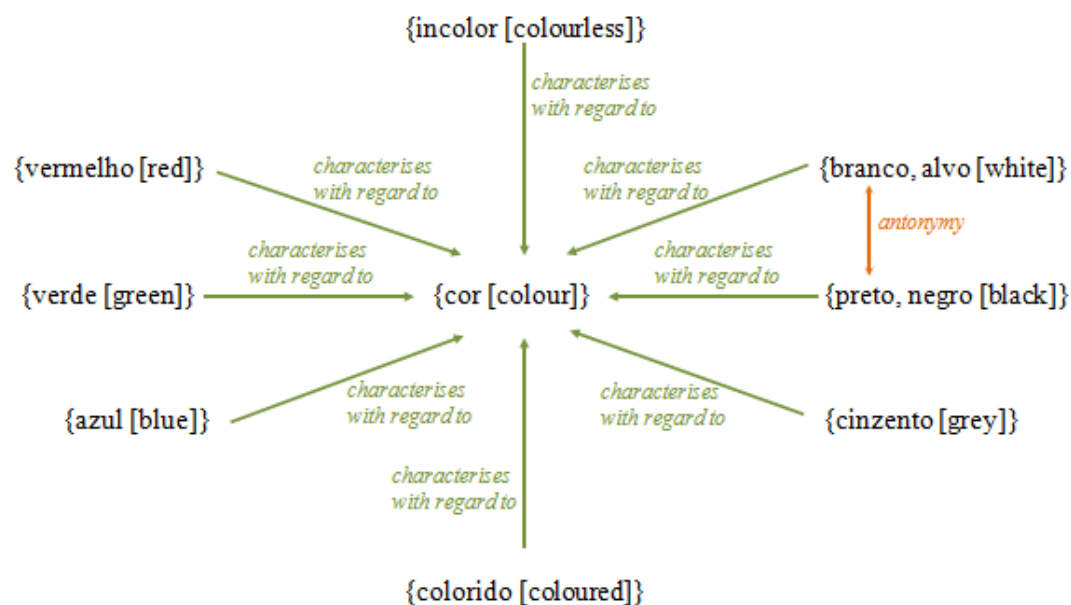 {incolor [colourless]}
characterises
with regard to
{vermelho [red]}
characterises
with regard to
characterises
with regard to
{branco, alvo [white]}
antonymy
characterises
with regard to
characterises
with regard to
{verde [green]}
{cor [colour]}
{preto, negro [black]}
characterises
with regard to
characterises
with regard to
{azul [blue]}
{cinzento [grey]}
characterises
with regard to
{colorido [coloured]}